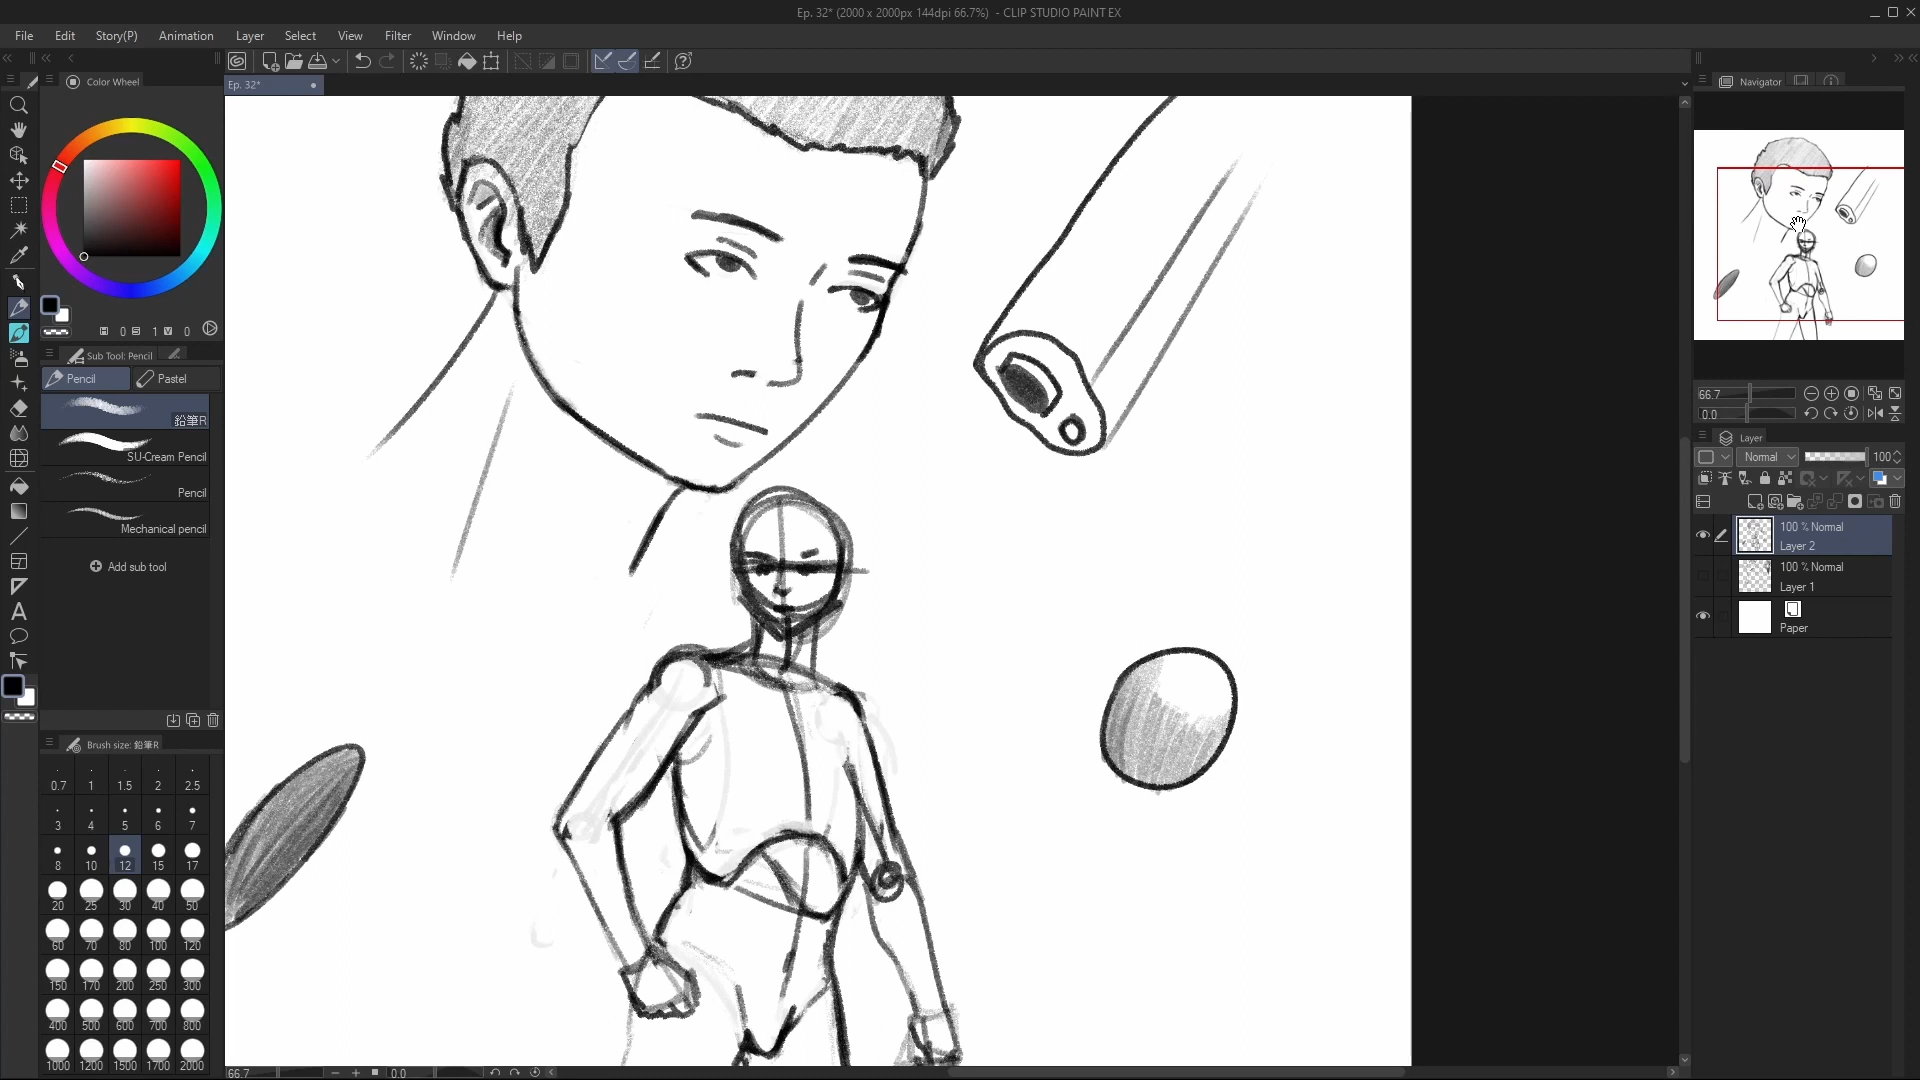 Ep. 32* (2000 x 2000px 144dpi 66.7%) - CLIP STUDIO PAINT EX
File Edit Story(P) Animation Layer Select View Filter Window Help
Color Wheel
Ep. 32*
Navigator
0 1 0
Sub Tool: Pencil
Pencil Pastel
鉛筆R
SU-Cream Pencil
Pencil
Mechanical pencil
Add sub tool
Brush size: 鉛筆R
0.7 1 1.5 2 2.5
3 4 5 6 7
8 10 12 15 17
20 25 30 40 50
60 70 80 100 120
150 170 200 250 300
400 500 600 700 800
1000 1200 1500 1700 2000
66.7 0.0
66.7
0.0
Layer
Normal 100
100 % Normal
Layer 2
100 % Normal
Layer 1
Paper